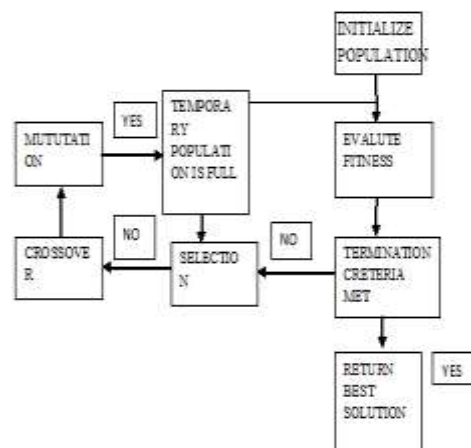 INITIALIZE
POPULATION
YES
TEMPORA
RY
POPULATI
ON IS FULL
MUTUTATI
ON
EVALUTE
FITNESS
NO
NO
CROSSOVE
R
SELECTIO
N
TERMINATION
CRETERIA
MET
RETURN
BEST
SOLUTION
YES